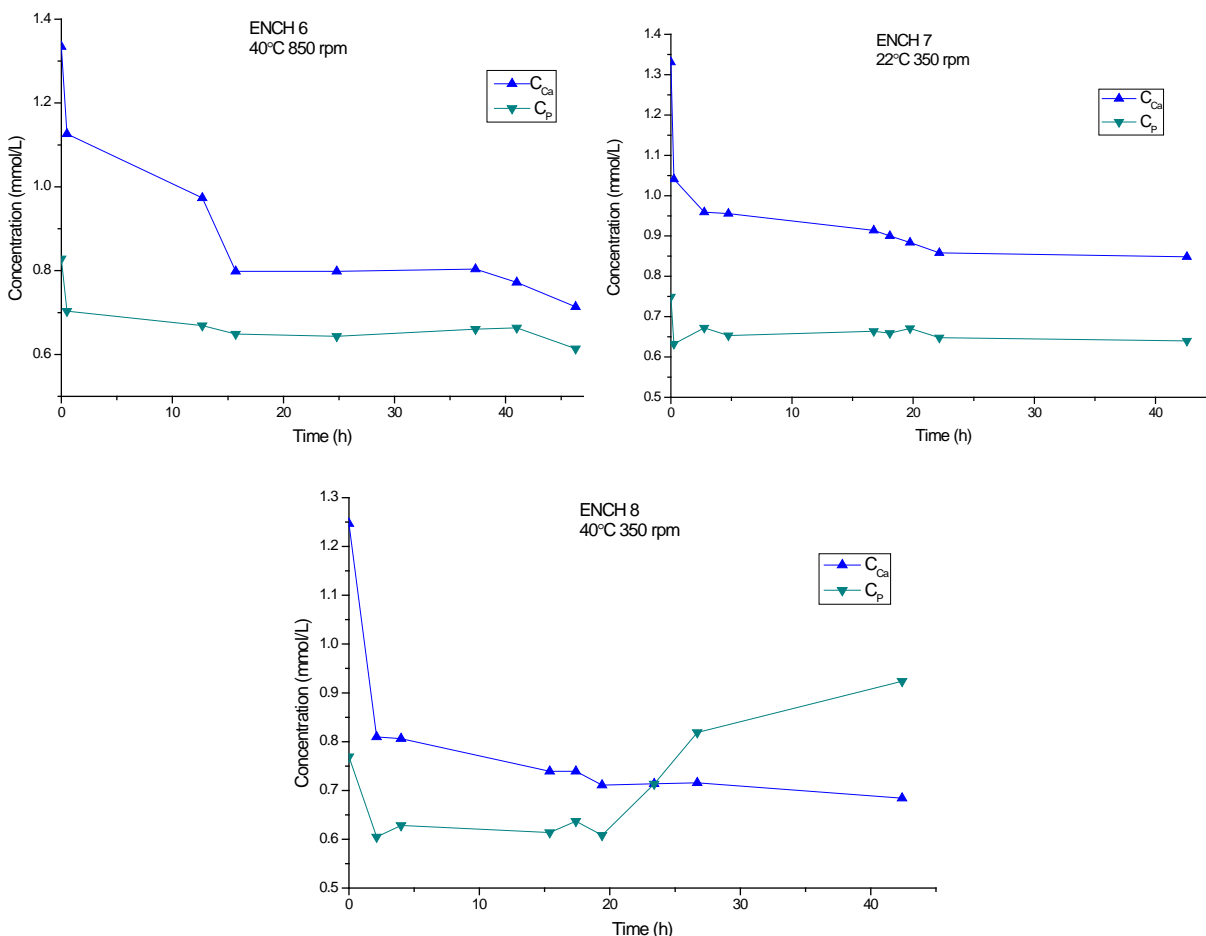 ENCH 6
40°C 850 rpm
C_Ca
C_P
1.4
1.2
1.0
0.8
0.6
Concentration (mmol/L)
0
10
20
30
40
Time (h)
ENCH 7
22°C 350 rpm
C_Ca
C_P
1.4
1.3
1.2
1.1
1.0
0.9
0.8
0.7
0.6
0.5
Concentration (mmol/L)
0
10
20
30
40
Time (h)
ENCH 8
40°C 350 rpm
C_Ca
C_P
1.3
1.2
1.1
1.0
0.9
0.8
0.7
0.6
0.5
Concentration (mmol/L)
0
10
20
30
40
Time (h)